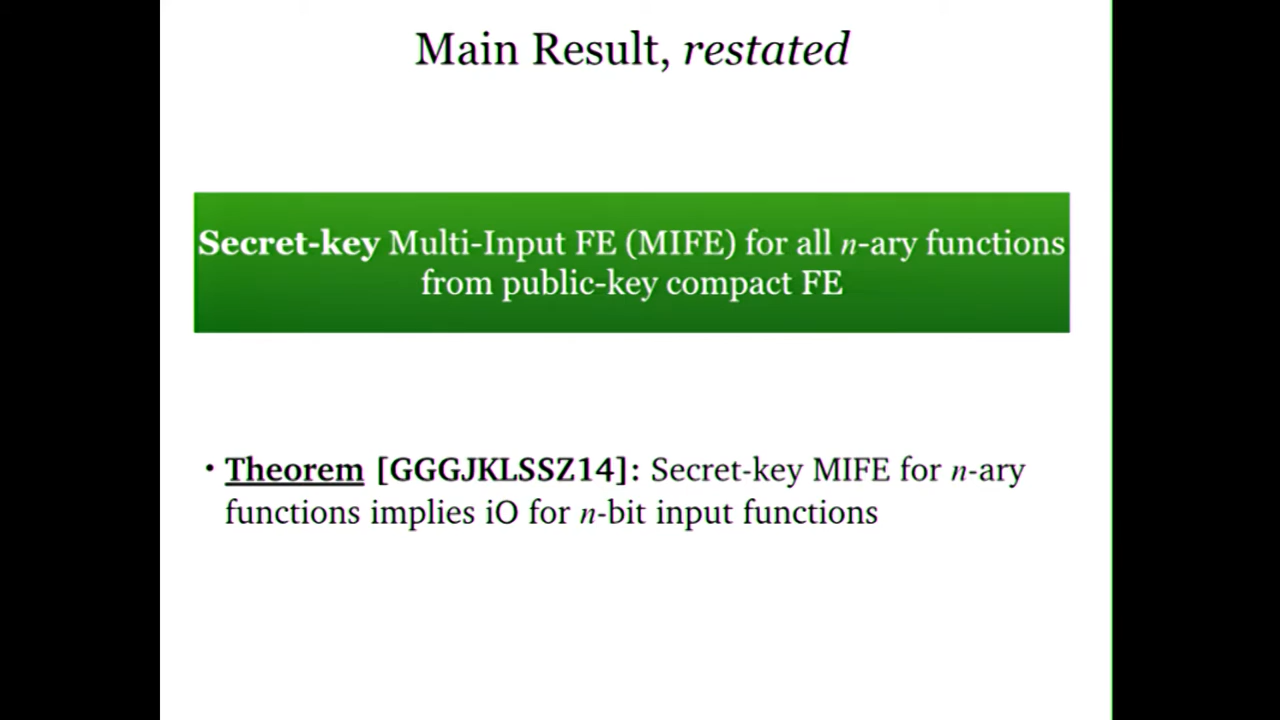 Main Result, restated
Secret-key Multi-Input FE (MIFE) for all n-ary functions
from public-key compact FE
• Theorem [GGGJKLSSZ14]: Secret-key MIFE for n-ary
functions implies iO for n-bit input functions